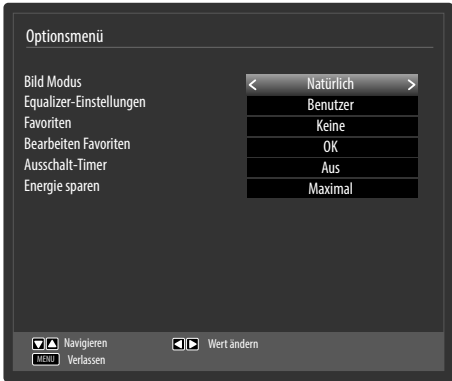 Optionsmenü
Bild Modus < Natürlich >
Equalizer-Einstellungen Benutzer
Favoriten Keine
Bearbeiten Favoriten OK
Ausschalt-Timer Aus
Energie sparen Maximal
Navigieren Wert ändern
MENU Verlassen